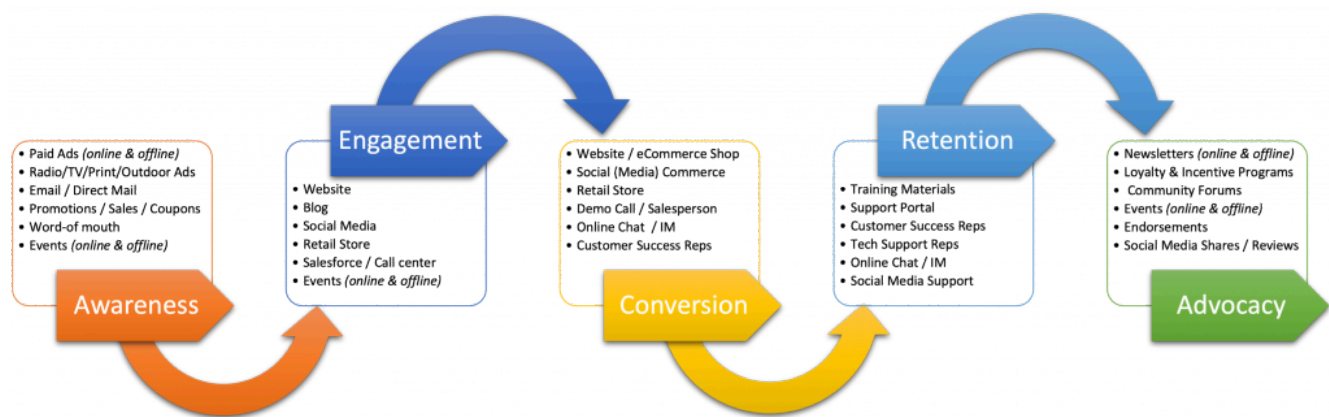 • Paid Ads (online & offline)
• Radio/TV/Print/Outdoor Ads
• Email / Direct Mail
• Promotions / Sales / Coupons
• Word-of mouth
• Events (online & offline)
Awareness
Engagement
• Website
• Blog
• Social Media
• Retail Store
• Salesforce / Call center
• Events (online & offline)
• Website / eCommerce Shop
• Social (Media) Commerce
• Retail Store
• Demo Call / Salesperson
• Online Chat / IM
• Customer Success Reps
Conversion
Retention
• Training Materials
• Support Portal
• Customer Success Reps
• Tech Support Reps
• Online Chat / IM
• Social Media Support
• Newsletters (online & offline)
• Loyalty & Incentive Programs
• Community Forums
• Events (online & offline)
• Endorsements
• Social Media Shares / Reviews
Advocacy